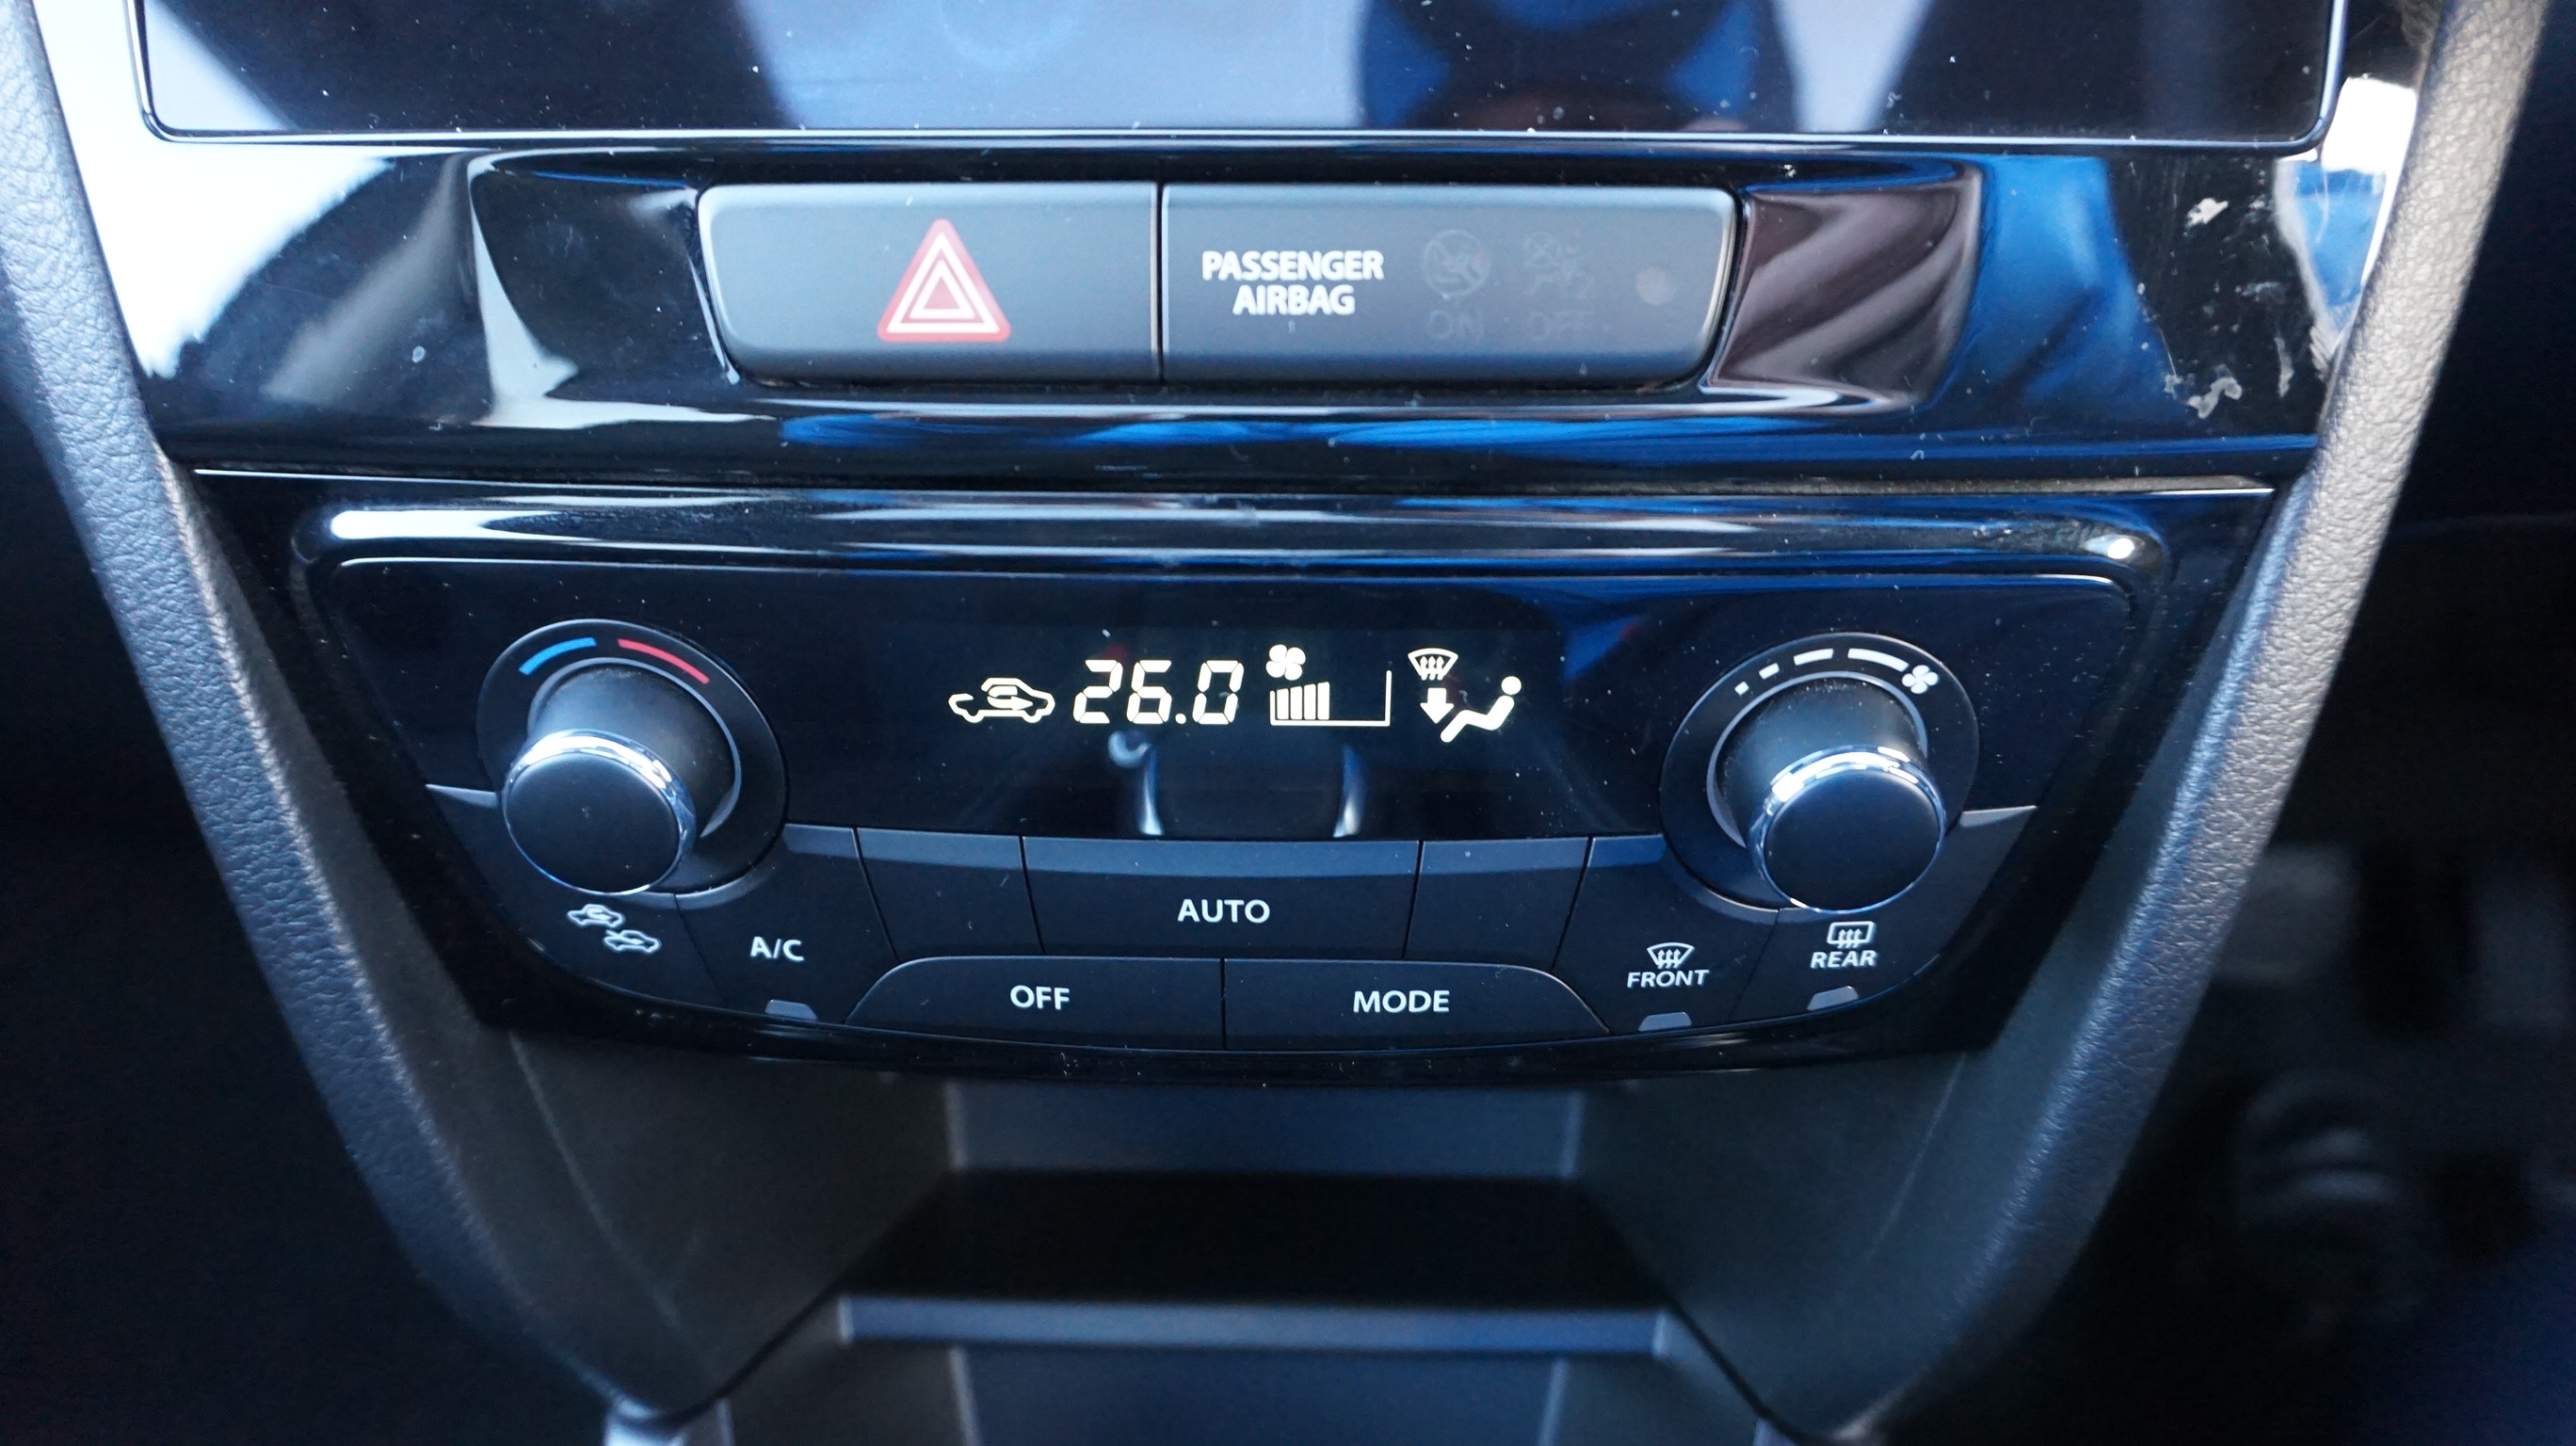 PASSENGER
AIRBAG
ON OFF
26.0
AUTO
A/C
OFF
MODE
FRONT
REAR